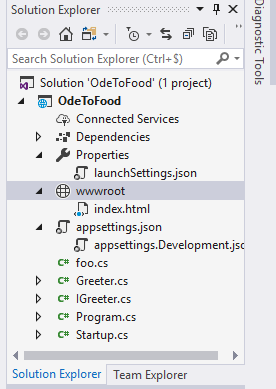 Solution Explorer
Search Solution Explorer (Ctrl+$)
Solution 'OdeToFood' (1 project)
OdeToFood
Connected Services
Dependencies
Properties
launchSettings.json
wwwroot
index.html
appsettings.json
appsettings.Development.jso
C# foo.cs
C# Greeter.cs
C# IGreeter.cs
C# Program.cs
C# Startup.cs
Solution Explorer Team Explorer
Diagnostic Tools